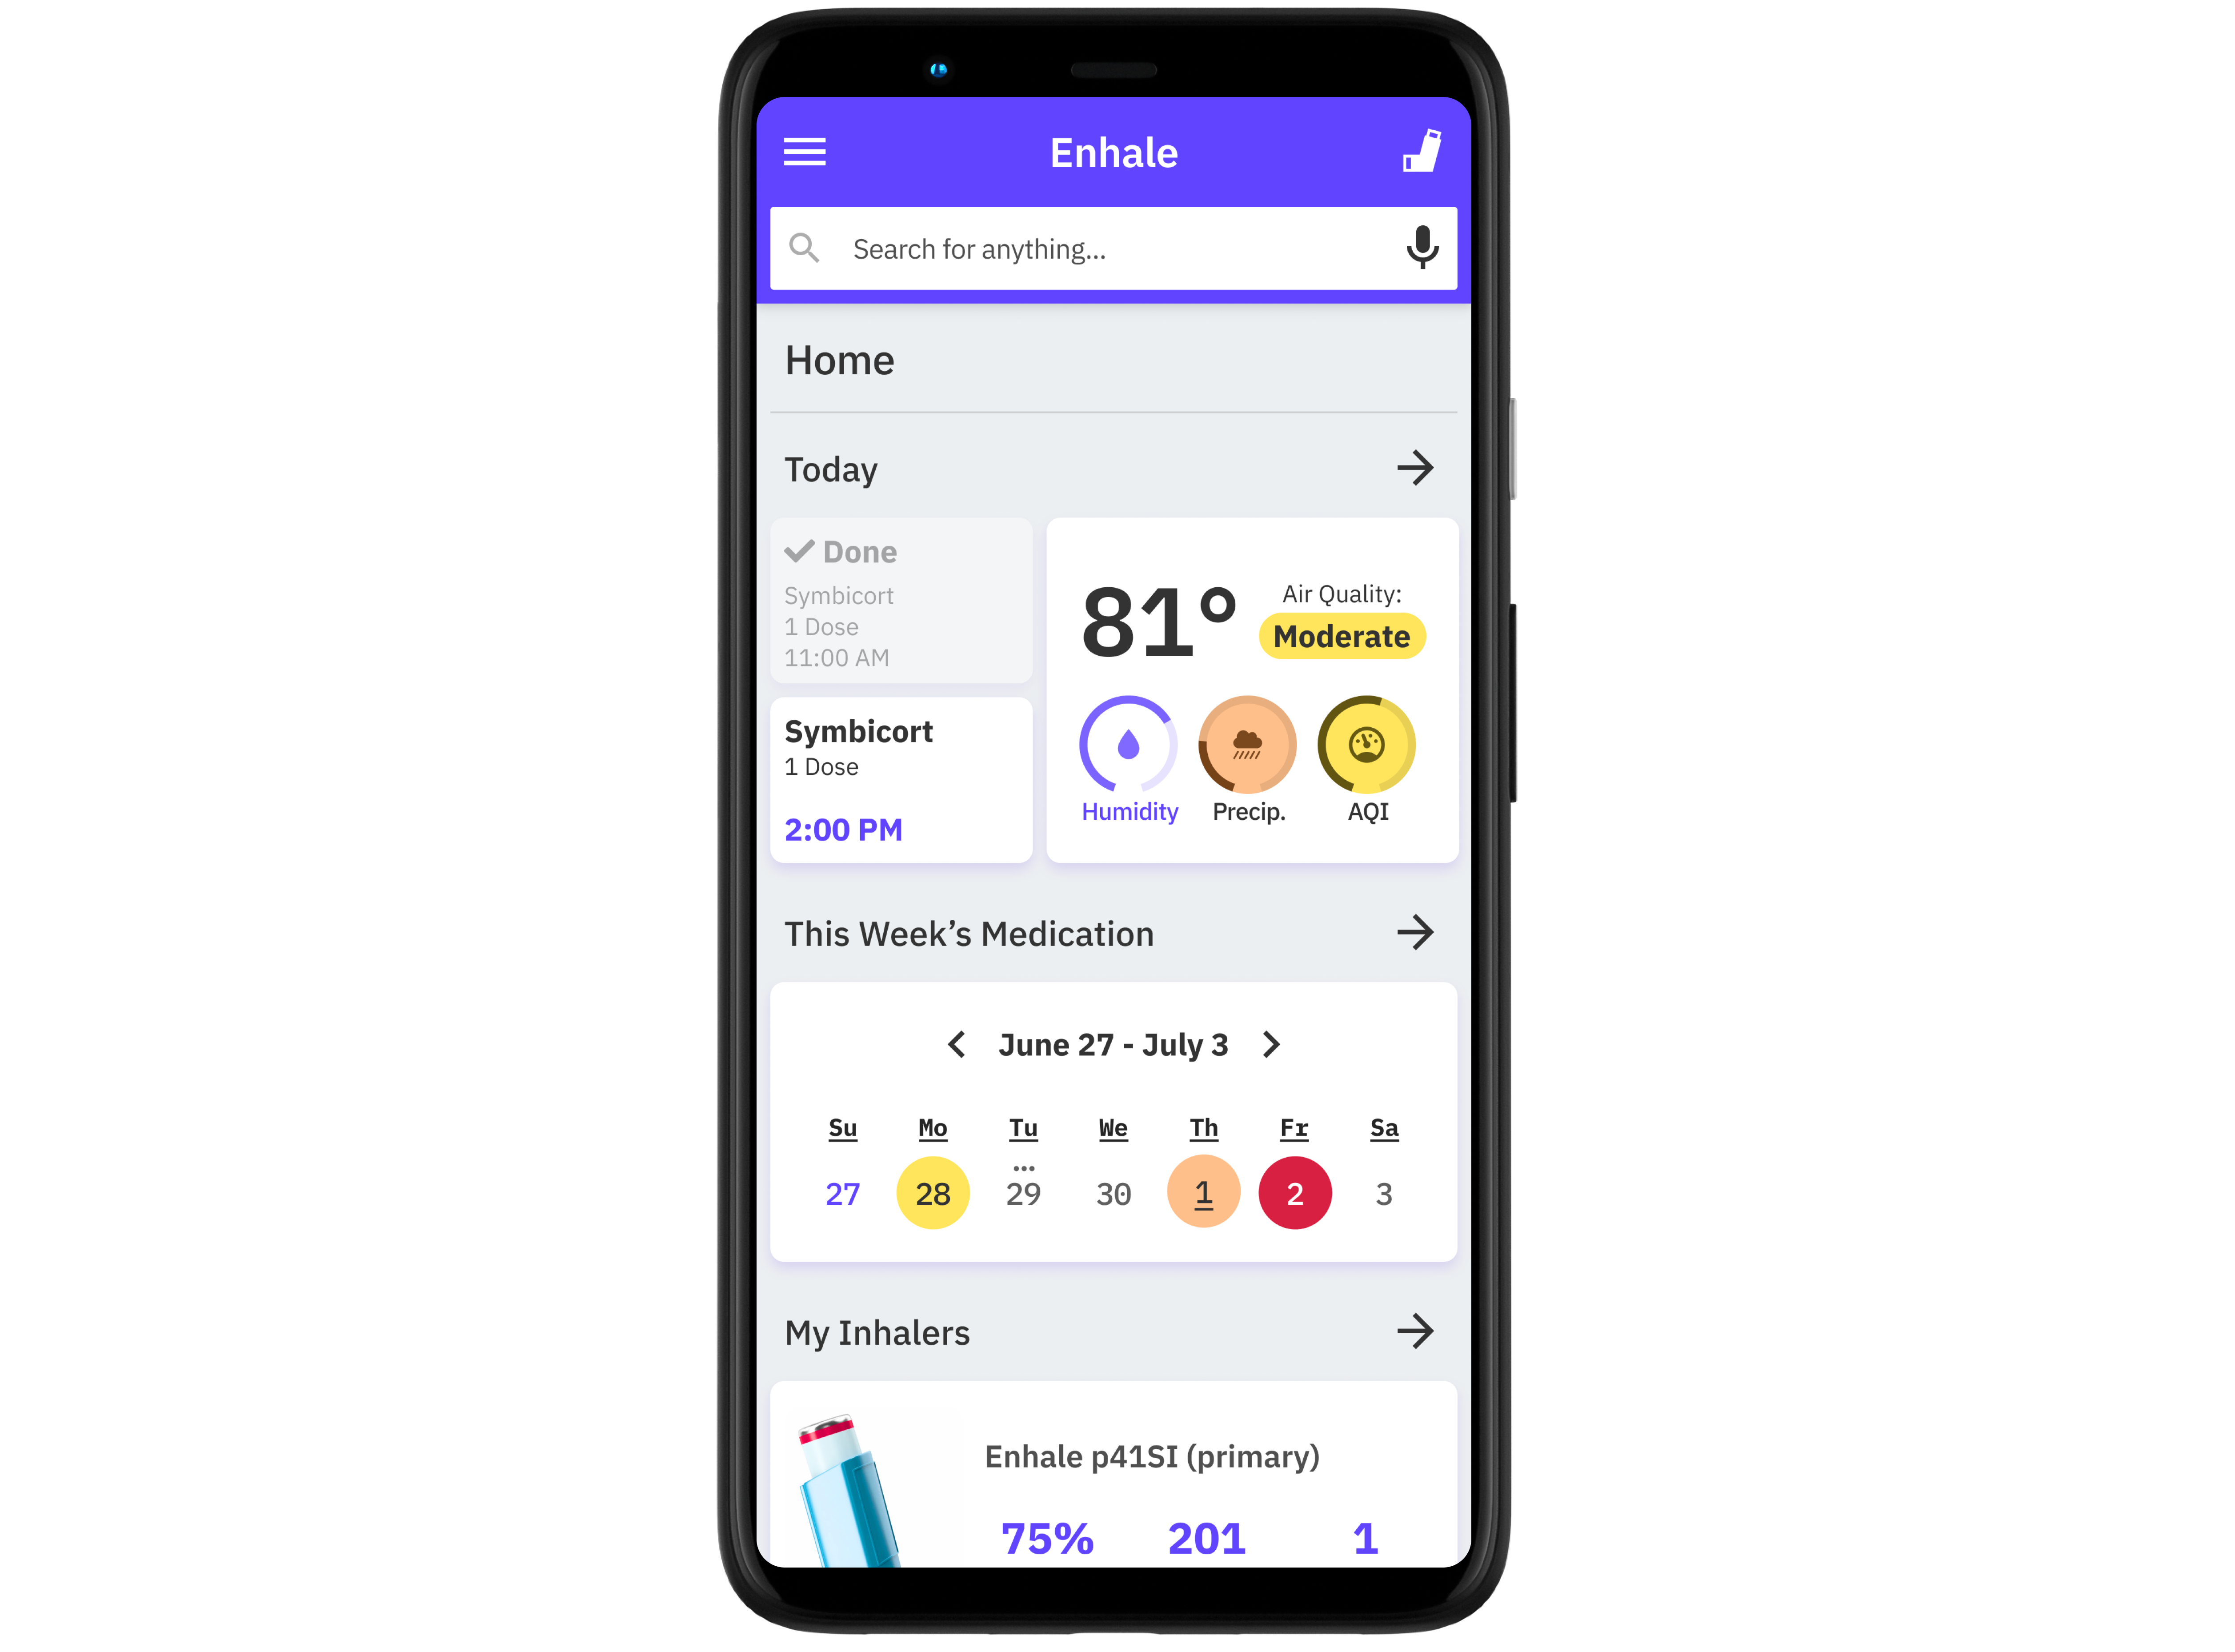 Enhale
Search for anything...
Home
Today
Done
Symbicort
1 Dose
11:00 AM
Symbicort
1 Dose
2:00 PM
81°
Air Quality:
Moderate
Humidity
Precip.
AQI
This Week’s Medication
June 27 - July 3
Su Mo Tu We Th Fr Sa
...
27 28 29 30 1 2 3
My Inhalers
Enhale p41SI (primary)
75% 201 1